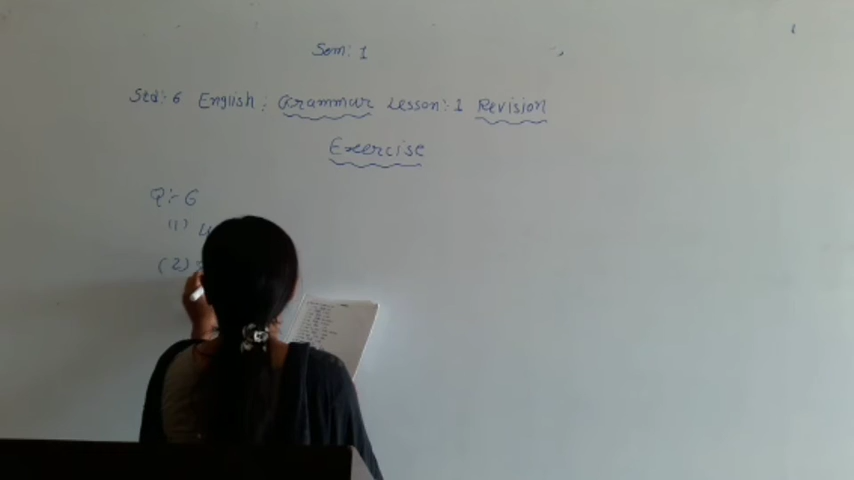 Sem: 1
Std:- 6 English : Grammar Lesson:- 1 Revision
Exercise
Q:- 6
(1)
(2)